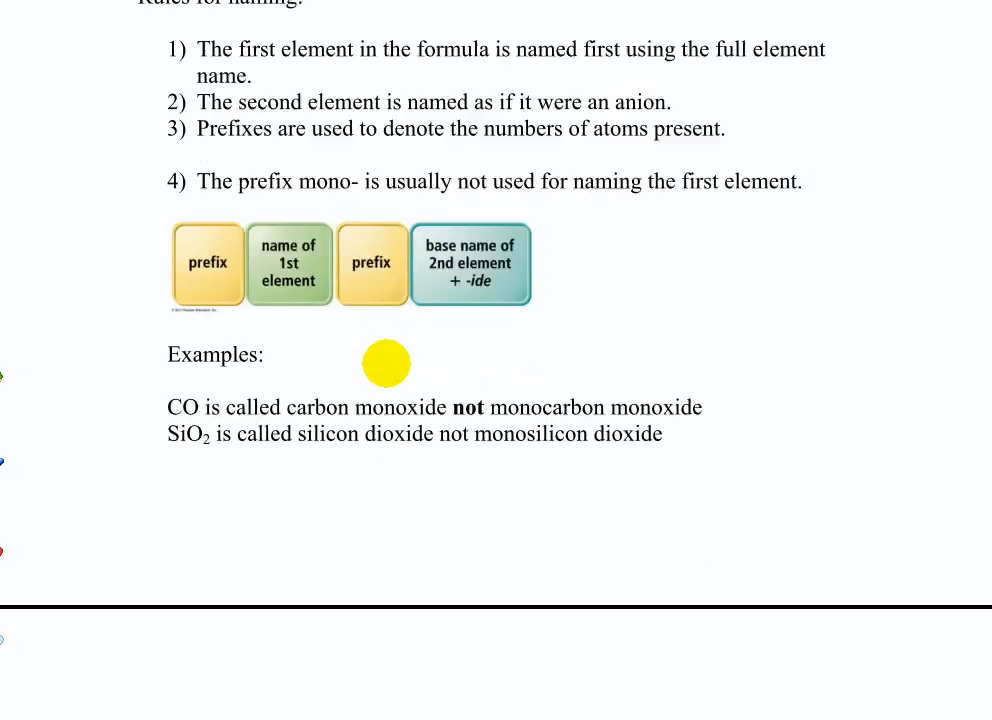 Rules for naming:
1) The first element in the formula is named first using the full element
name.
2) The second element is named as if it were an anion.
3) Prefixes are used to denote the numbers of atoms present.
4) The prefix mono- is usually not used for naming the first element.
prefix
name of
1st
element
prefix
base name of
2nd element
+ -ide
Examples:
CO is called carbon monoxide not monocarbon monoxide
SiO₂ is called silicon dioxide not monosilicon dioxide